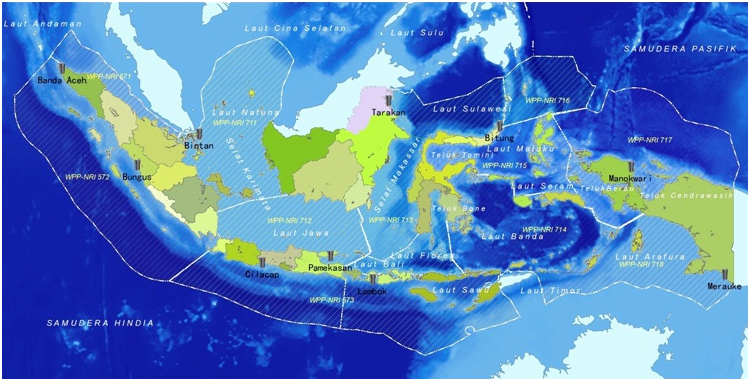 Laut Andaman
Laut Cina Selatan
Laut Sulu
SAMUDERA PASIFIK
Banda Aceh
WPP-NRI 571
Tarakan
Laut Sulawesi
WPP-NRI 716
Laut Natuna
WPP-NRI 711
Bintan
Bitung
WPP-NRI 717
Selat Karimata
Selat Makassar
Laut Maluku
Teluk Tomini
WPP-NRI 715
Bungus
WPP-NRI 572
Manokwari
Laut Seram
Teluk Berau
Teluk Cendrawasih
WPP-NRI 712
WPP-NRI 713
Teluk Bone
Laut Jawa
WPP-NRI 714
Laut Banda
Laut Flores
Laut Bali
Pamekasan
Cilacap
Laut Arafura
WPP-NRI 718
Lombok
Laut Sawu
Laut Timor
Merauke
WPP-NRI 573
SAMUDERA HINDIA